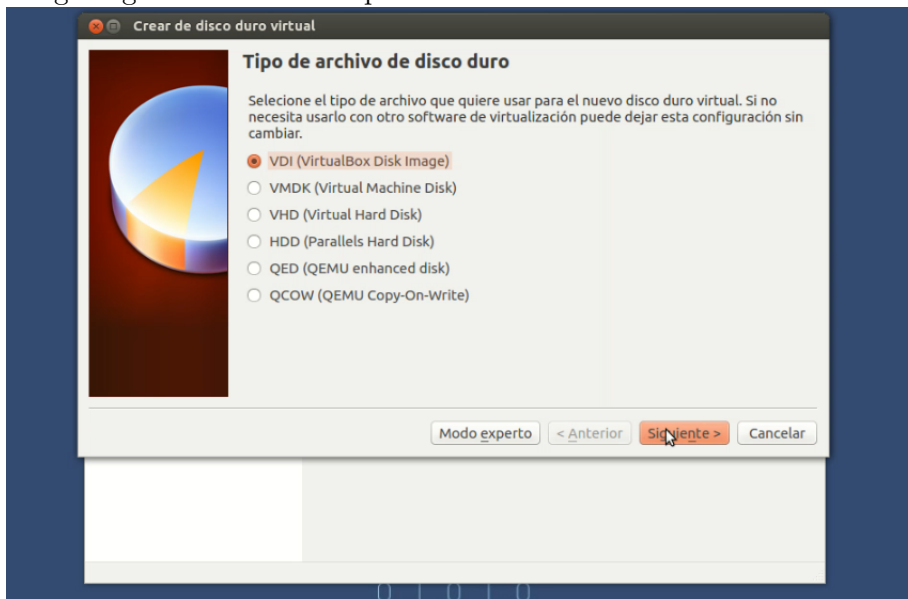 Crear de disco duro virtual
Tipo de archivo de disco duro
Selecione el tipo de archivo que quiere usar para el nuevo disco duro virtual. Si no
necesita usarlo con otro software de virtualización puede dejar esta configuración sin
cambiar.
VDI (VirtualBox Disk Image)
VMDK (Virtual Machine Disk)
VHD (Virtual Hard Disk)
HDD (Parallels Hard Disk)
QED (QEMU enhanced disk)
QCOW (QEMU Copy-On-Write)
Modo experto < Anterior Siguiente > Cancelar